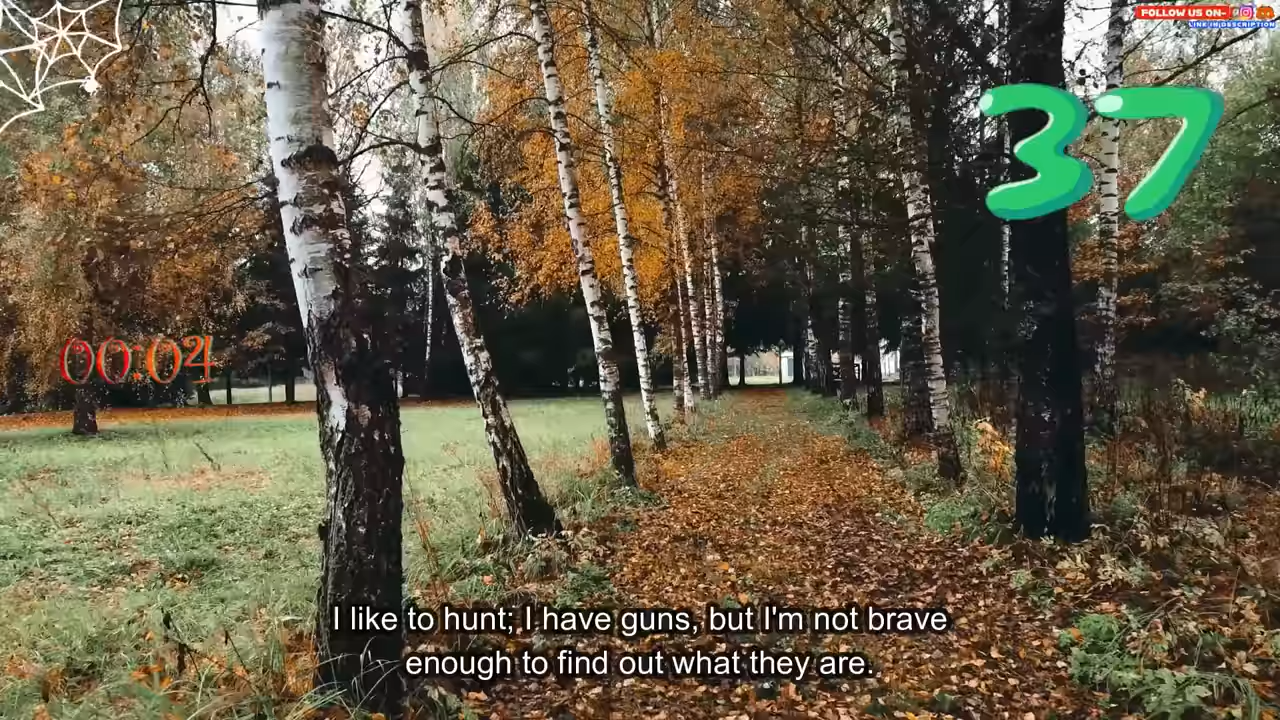 FOLLOW US ON-
LINK IN DESCRIPTION
37
00:04
I like to hunt; I have guns, but I'm not brave
enough to find out what they are.